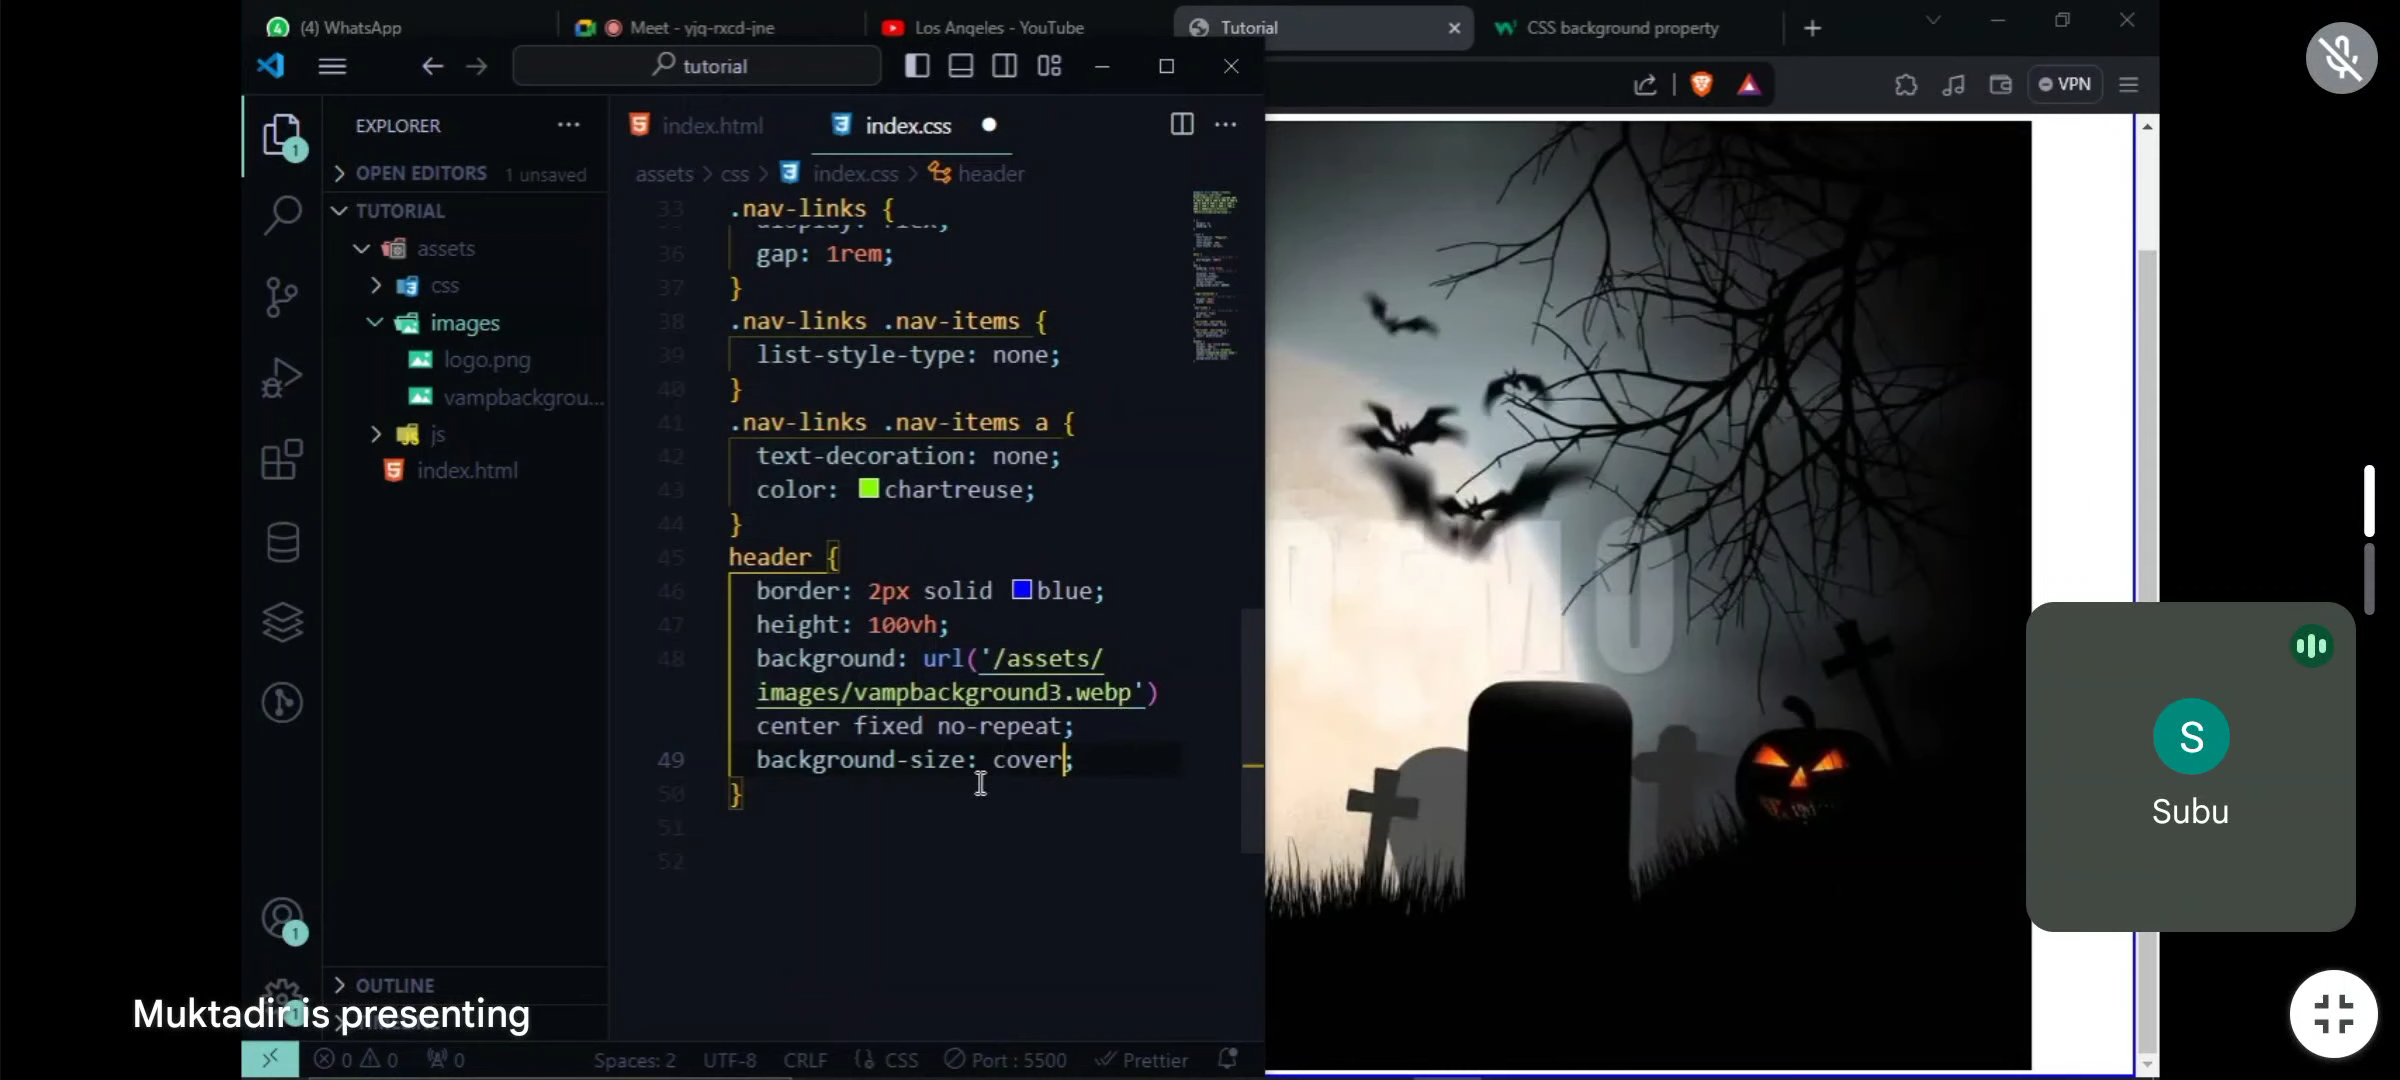 (4) WhatsApp
Meet - yjq-rxcd-jne
Los Angeles - YouTube
Tutorial
CSS background property
tutorial
VPN
EXPLORER
index.html
index.css
OPEN EDITORS 1 unsaved
assets > css > index.css > header
TUTORIAL
assets
css
images
logo.png
vampbackgrou...
js
index.html
33 .nav-links {
36 gap: 1rem;
37 }
38 .nav-links .nav-items {
39 list-style-type: none;
40 }
41 .nav-links .nav-items a {
42 text-decoration: none;
43 color: chartreuse;
44 }
45 header {
46 border: 2px solid blue;
47 height: 100vh;
48 background: url('/assets/
images/vampbackground3.webp')
center fixed no-repeat;
49 background-size: cover;
50 }
51
52
Subu
S
OUTLINE
Muktadir is presenting
0 0 0
Spaces: 2 UTF-8 CRLF CSS Port : 5500 Prettier